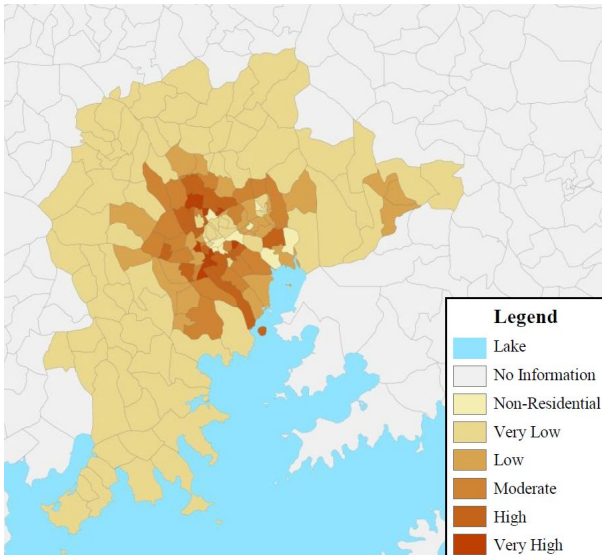 Legend
Lake
No Information
Non-Residential
Very Low
Low
Moderate
High
Very High